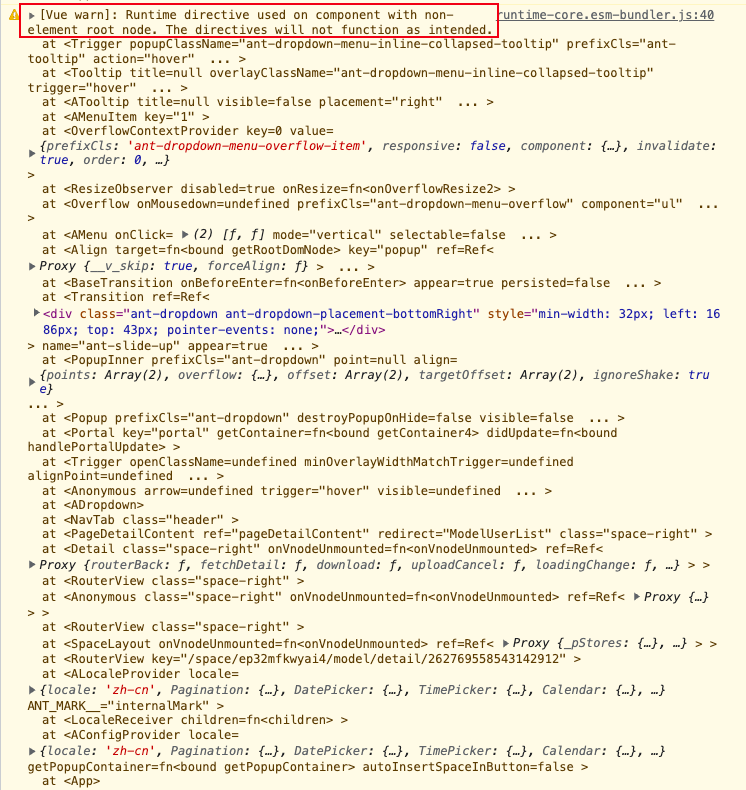 [Vue warn]: Runtime directive used on component with non- runtime-core.esm-bundler.js:40
element root node. The directives will not function as intended.
at <Trigger popupClassName="ant-dropdown-menu-inline-collapsed-tooltip" prefixCls="ant-
tooltip" action="hover" ... >
at <Tooltip title=null overlayClassName="ant-dropdown-menu-inline-collapsed-tooltip"
trigger="hover" ... >
at <ATooltip title=null visible=false placement="right" ... >
at <AMenuItem key="1" >
at <OverflowContextProvider key=0 value=
{prefixCls: 'ant-dropdown-menu-overflow-item', responsive: false, component: {…}, invalidate:
true, order: 0, …}
>
at <ResizeObserver disabled=true onResize=fn<onOverflowResize2> >
at <Overflow onMousedown=undefined prefixCls="ant-dropdown-menu-overflow" component="ul" ...
>
at <AMenu onClick= (2) [ƒ, ƒ] mode="vertical" selectable=false ... >
at <Align target=fn<bound getRootDomNode> key="popup" ref=Ref<
Proxy {__v_skip: true, forceAlign: ƒ} > ... >
at <BaseTransition onBeforeEnter=fn<onBeforeEnter> appear=true persisted=false ... >
at <Transition ref=Ref<
<div class="ant-dropdown ant-dropdown-placement-bottomRight" style="min-width: 32px; left: 16
86px; top: 43px; pointer-events: none;">…</div>
> name="ant-slide-up" appear=true ... >
at <PopupInner prefixCls="ant-dropdown" point=null align=
{points: Array(2), overflow: {…}, offset: Array(2), targetOffset: Array(2), ignoreShake: tru
e}
... >
at <Popup prefixCls="ant-dropdown" destroyPopupOnHide=false visible=false ... >
at <Portal key="portal" getContainer=fn<bound getContainer4> didUpdate=fn<bound
handlePortalUpdate> >
at <Trigger openClassName=undefined minOverlayWidthMatchTrigger=undefined
alignPoint=undefined ... >
at <Anonymous arrow=undefined trigger="hover" visible=undefined ... >
at <ADropdown>
at <NavTab class="header" >
at <PageDetailContent ref="pageDetailContent" redirect="ModelUserList" class="space-right" >
at <Detail class="space-right" onVnodeUnmounted=fn<onVnodeUnmounted> ref=Ref<
Proxy {routerBack: ƒ, fetchDetail: ƒ, download: ƒ, uploadCancel: ƒ, loadingChange: ƒ, …} > >
at <RouterView class="space-right" >
at <Anonymous class="space-right" onVnodeUnmounted=fn<onVnodeUnmounted> ref=Ref< Proxy {…}
> >
at <RouterView class="space-right" >
at <SpaceLayout onVnodeUnmounted=fn<onVnodeUnmounted> ref=Ref< Proxy {_pStores: {…}, …} > >
at <RouterView key="/space/ep32mfkwyai4/model/detail/262769558543142912" >
at <ALocaleProvider locale=
{locale: 'zh-cn', Pagination: {…}, DatePicker: {…}, TimePicker: {…}, Calendar: {…}, …}
ANT_MARK__="internalMark" >
at <LocaleReceiver children=fn<children> >
at <AConfigProvider locale=
{locale: 'zh-cn', Pagination: {…}, DatePicker: {…}, TimePicker: {…}, Calendar: {…}, …}
getPopupContainer=fn<bound getPopupContainer> autoInsertSpaceInButton=false >
at <App>